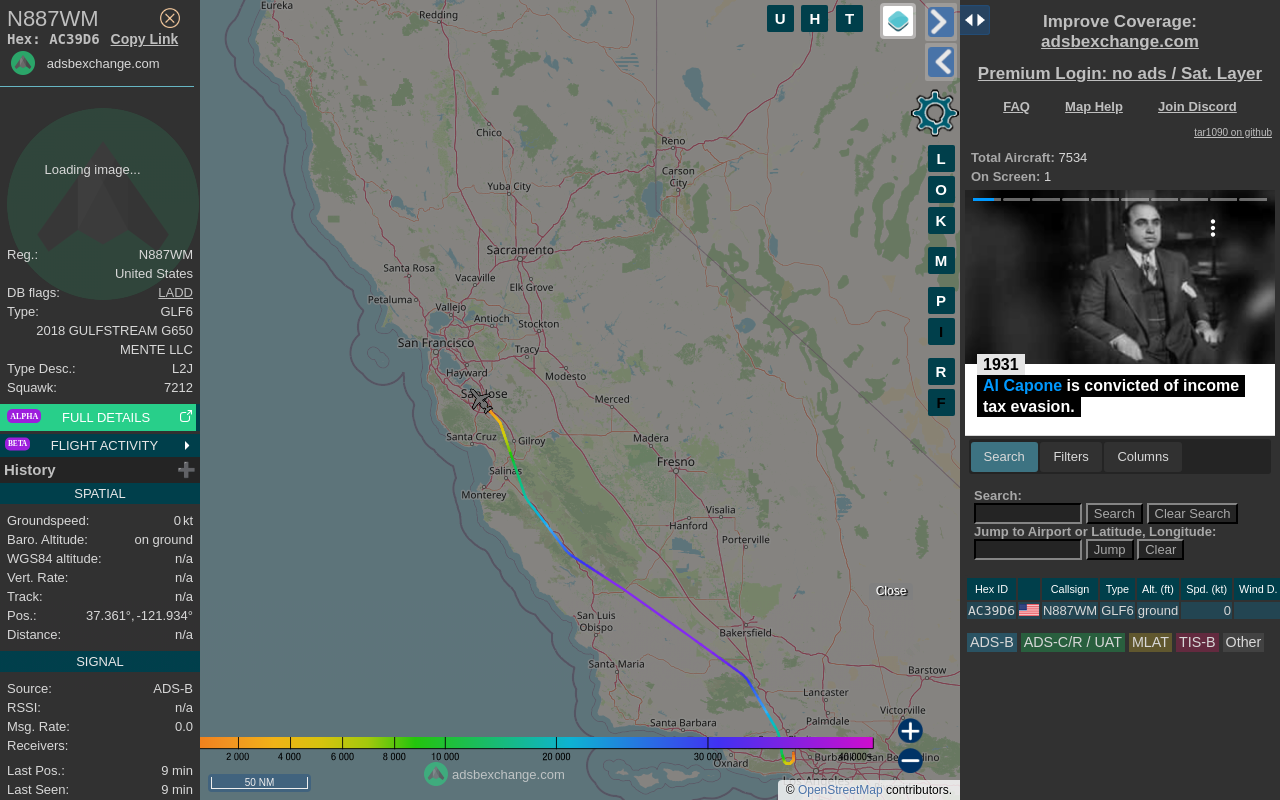 N887WM
Hex: AC39D6 Copy Link
adsbexchange.com
Loading image...
Reg.: N887WM
United States
DB flags: LADD
Type: GLF6
2018 GULFSTREAM G650
MENTE LLC
Type Desc.: L2J
Squawk: 7212
ALPHA FULL DETAILS
BETA FLIGHT ACTIVITY
History
SPATIAL
Groundspeed: 0 kt
Baro. Altitude: on ground
WGS84 altitude: n/a
Vert. Rate: n/a
Track: n/a
Pos.: 37.361°, -121.934°
Distance: n/a
SIGNAL
Source: ADS-B
RSSI: n/a
Msg. Rate: 0.0
Receivers:
Last Pos.: 9 min
Last Seen: 9 min
Eureka
Redding
Chico
Reno
Carson
City
Yuba City
Sacramento
Santa Rosa
Vacaville
Elk Grove
Petaluma
Vallejo
Antioch
Stockton
San Francisco
Tracy
Hayward
Modesto
San Jose
Merced
Santa Cruz
Gilroy
Madera
Salinas
Fresno
Monterey
Visalia
Hanford
Porterville
San Luis
Obispo
Bakersfield
Santa Maria
Barstow
Lancaster
Victorville
Santa Barbara
Palmdale
Oxnard
Burbank
San Bernardino
Los Angeles
2 000 4 000 6 000 8 000 10 000 20 000 30 000 40 000+
50 NM
adsbexchange.com
© OpenStreetMap contributors.
U H T
L
O
K
M
P
I
R
F
Close
Improve Coverage:
adsbexchange.com
Premium Login: no ads / Sat. Layer
FAQ Map Help Join Discord
tar1090 on github
Total Aircraft: 7534
On Screen: 1
1931
Al Capone is convicted of income
tax evasion.
Search Filters Columns
Search:
Search Clear Search
Jump to Airport or Latitude, Longitude:
Jump Clear
Hex ID Callsign Type Alt. (ft) Spd. (kt) Wind D.
AC39D6 N887WM GLF6 ground 0
ADS-B ADS-C/R / UAT MLAT TIS-B Other